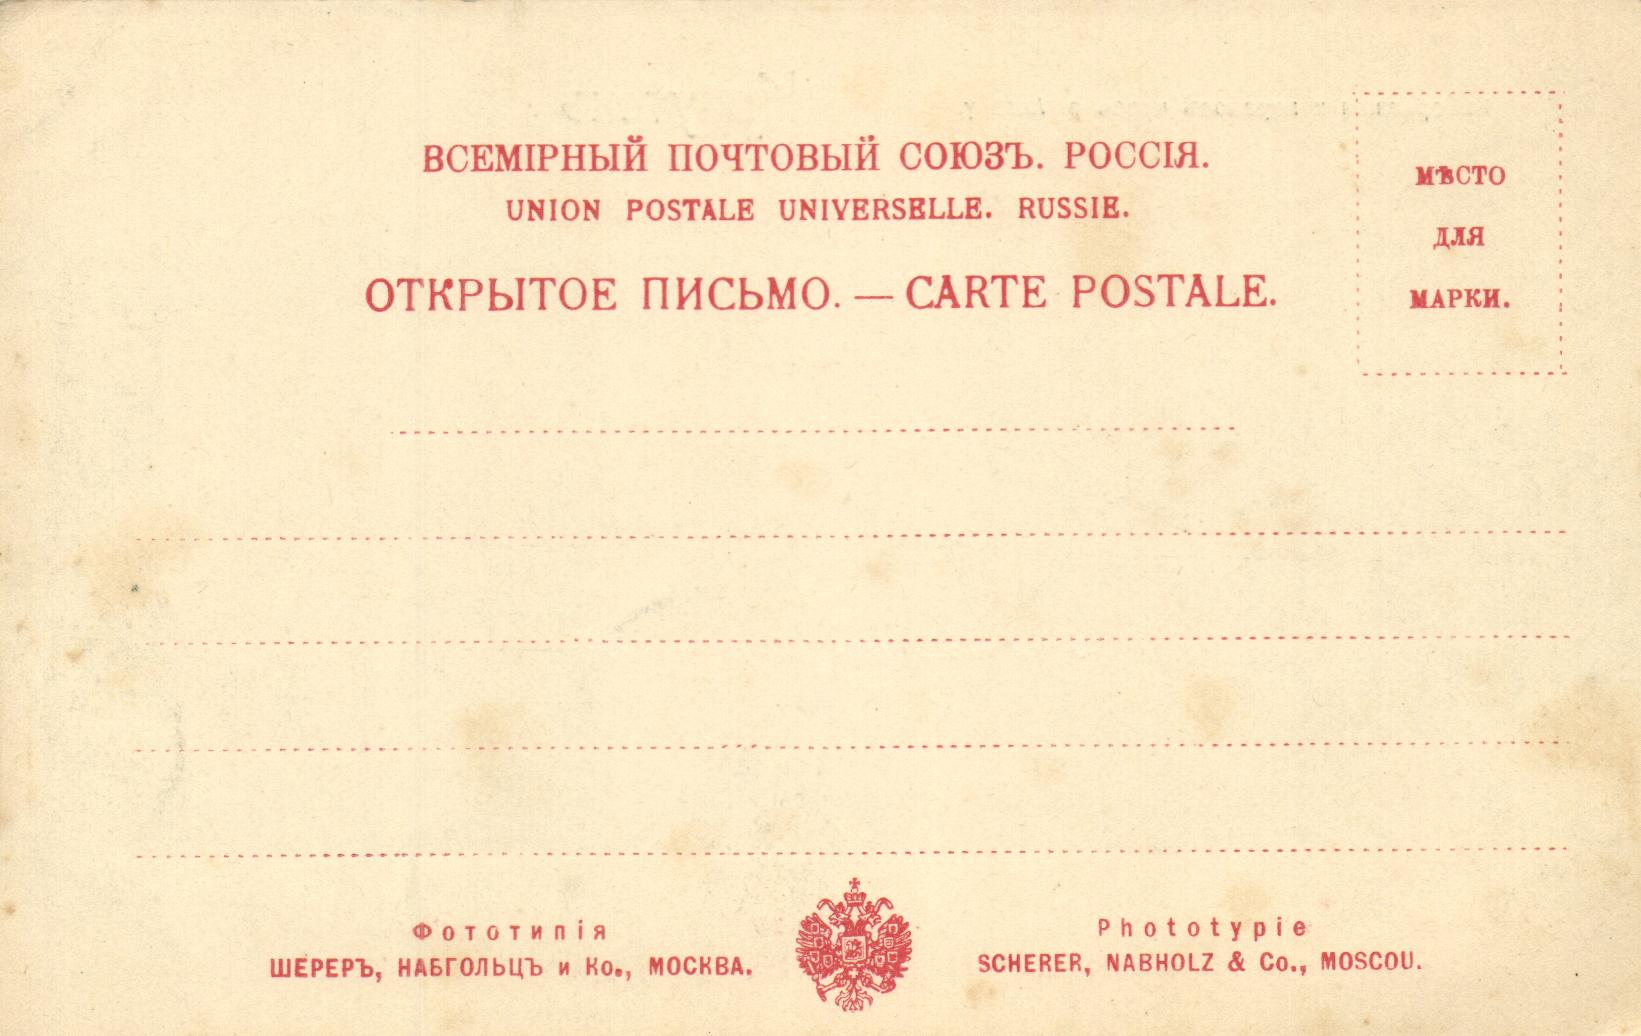 ВСЕМІРНЫЙ ПОЧТОВЫЙ СОЮЗЪ. РОССІЯ.
UNION POSTALE UNIVERSELLE. RUSSIE.
ОТКРЫТОЕ ПИСЬМО. — CARTE POSTALE.
МѢСТО
ДЛЯ
МАРКИ.
Фототипія
ШЕРЕРЪ, НАБГОЛЬЦЪ и Ко., МОСКВА.
Phototypie
SCHERER, NABHOLZ & Co., MOSCOU.